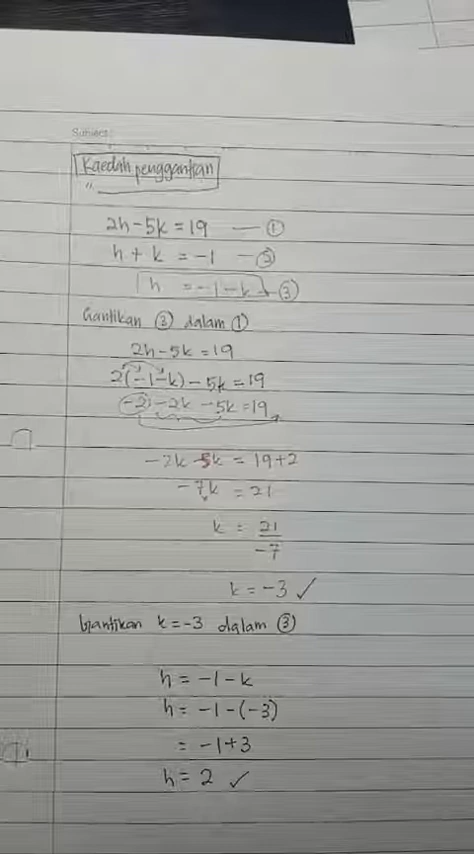 Subject:
Kaedah penggantian
2h - 5k = 19 — ①
h + k = -1 — ②
h = -1 - k — ③
Gantikan ③ dalam ①
2h - 5k = 19
2(-1-k) - 5k = 19
-2 - 2k - 5k = 19
-2k - 5k = 19+2
-7k = 21
k = 21/-7
k = -3 ✓
Gantikan k = -3 dalam ③
h = -1 - k
h = -1 - (-3)
= -1+3
h = 2 ✓